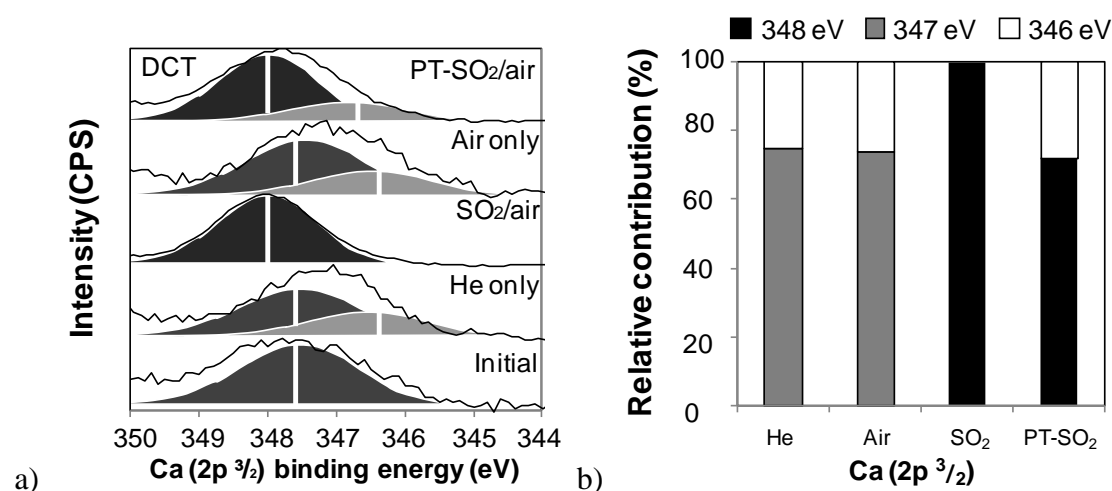 DCT
PT-SO₂/air
Air only
SO₂/air
He only
Initial
Intensity (CPS)
350 349 348 347 346 345 344
Ca (2p ³/₂) binding energy (eV)
a)
348 eV 347 eV 346 eV
100
80
60
40
20
0
Relative contribution (%)
He Air SO₂ PT-SO₂
Ca (2p ³/₂)
b)